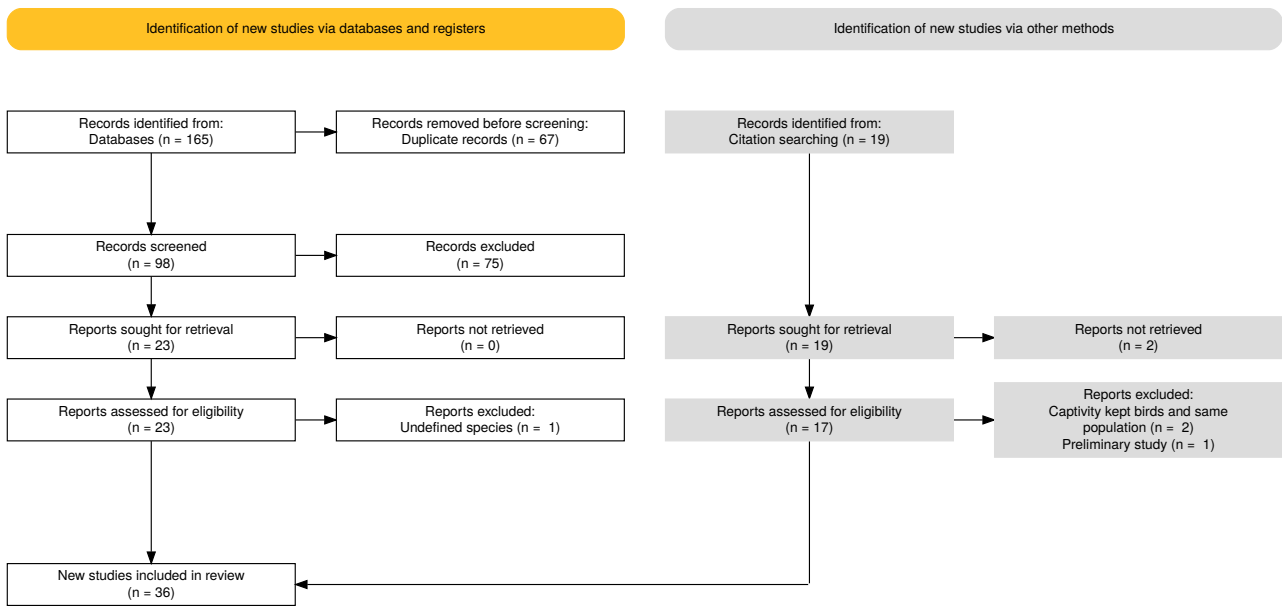 Identification of new studies via databases and registers
Identification of new studies via other methods
Records identified from:
Databases (n = 165)
Records removed before screening:
Duplicate records (n = 67)
Records identified from:
Citation searching (n = 19)
Records screened
(n = 98)
Records excluded
(n = 75)
Reports sought for retrieval
(n = 23)
Reports not retrieved
(n = 0)
Reports sought for retrieval
(n = 19)
Reports not retrieved
(n = 2)
Reports assessed for eligibility
(n = 23)
Reports excluded:
Undefined species (n = 1)
Reports assessed for eligibility
(n = 17)
Reports excluded:
Captivity kept birds and same
population (n = 2)
Preliminary study (n = 1)
New studies included in review
(n = 36)